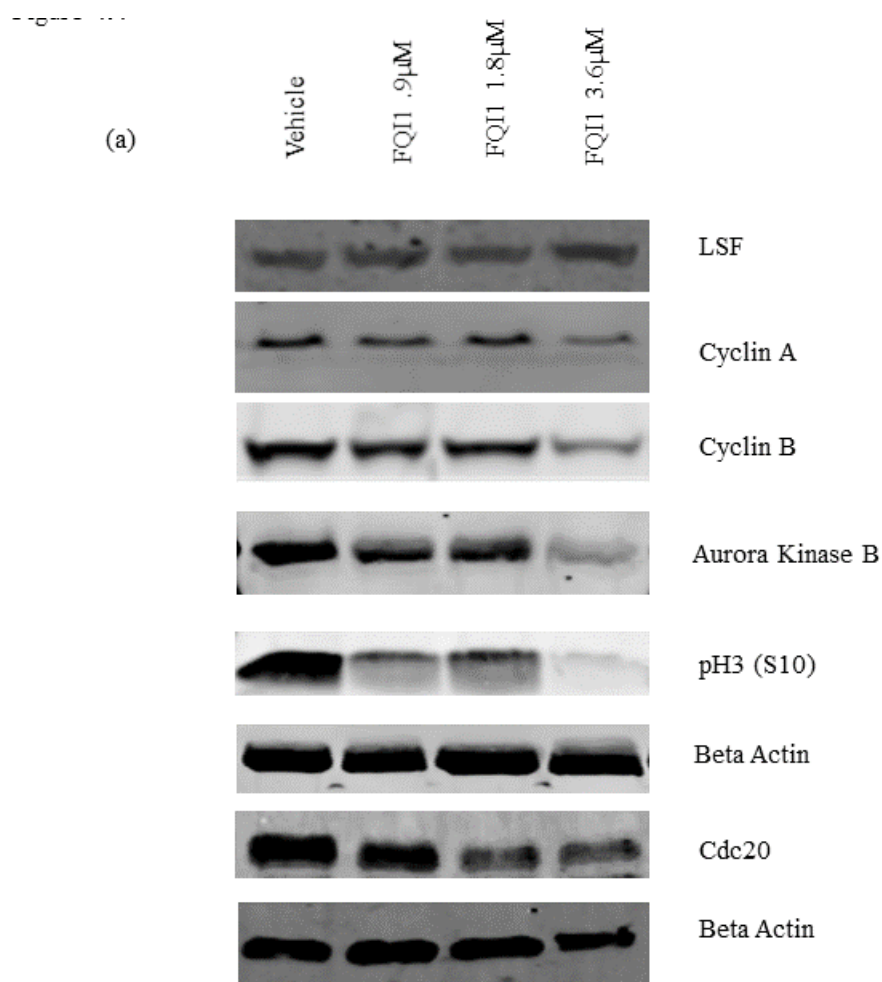 (a)
Vehicle
FQI1 .9µM
FQI1 1.8µM
FQI1 3.6µM
LSF
Cyclin A
Cyclin B
Aurora Kinase B
pH3 (S10)
Beta Actin
Cdc20
Beta Actin